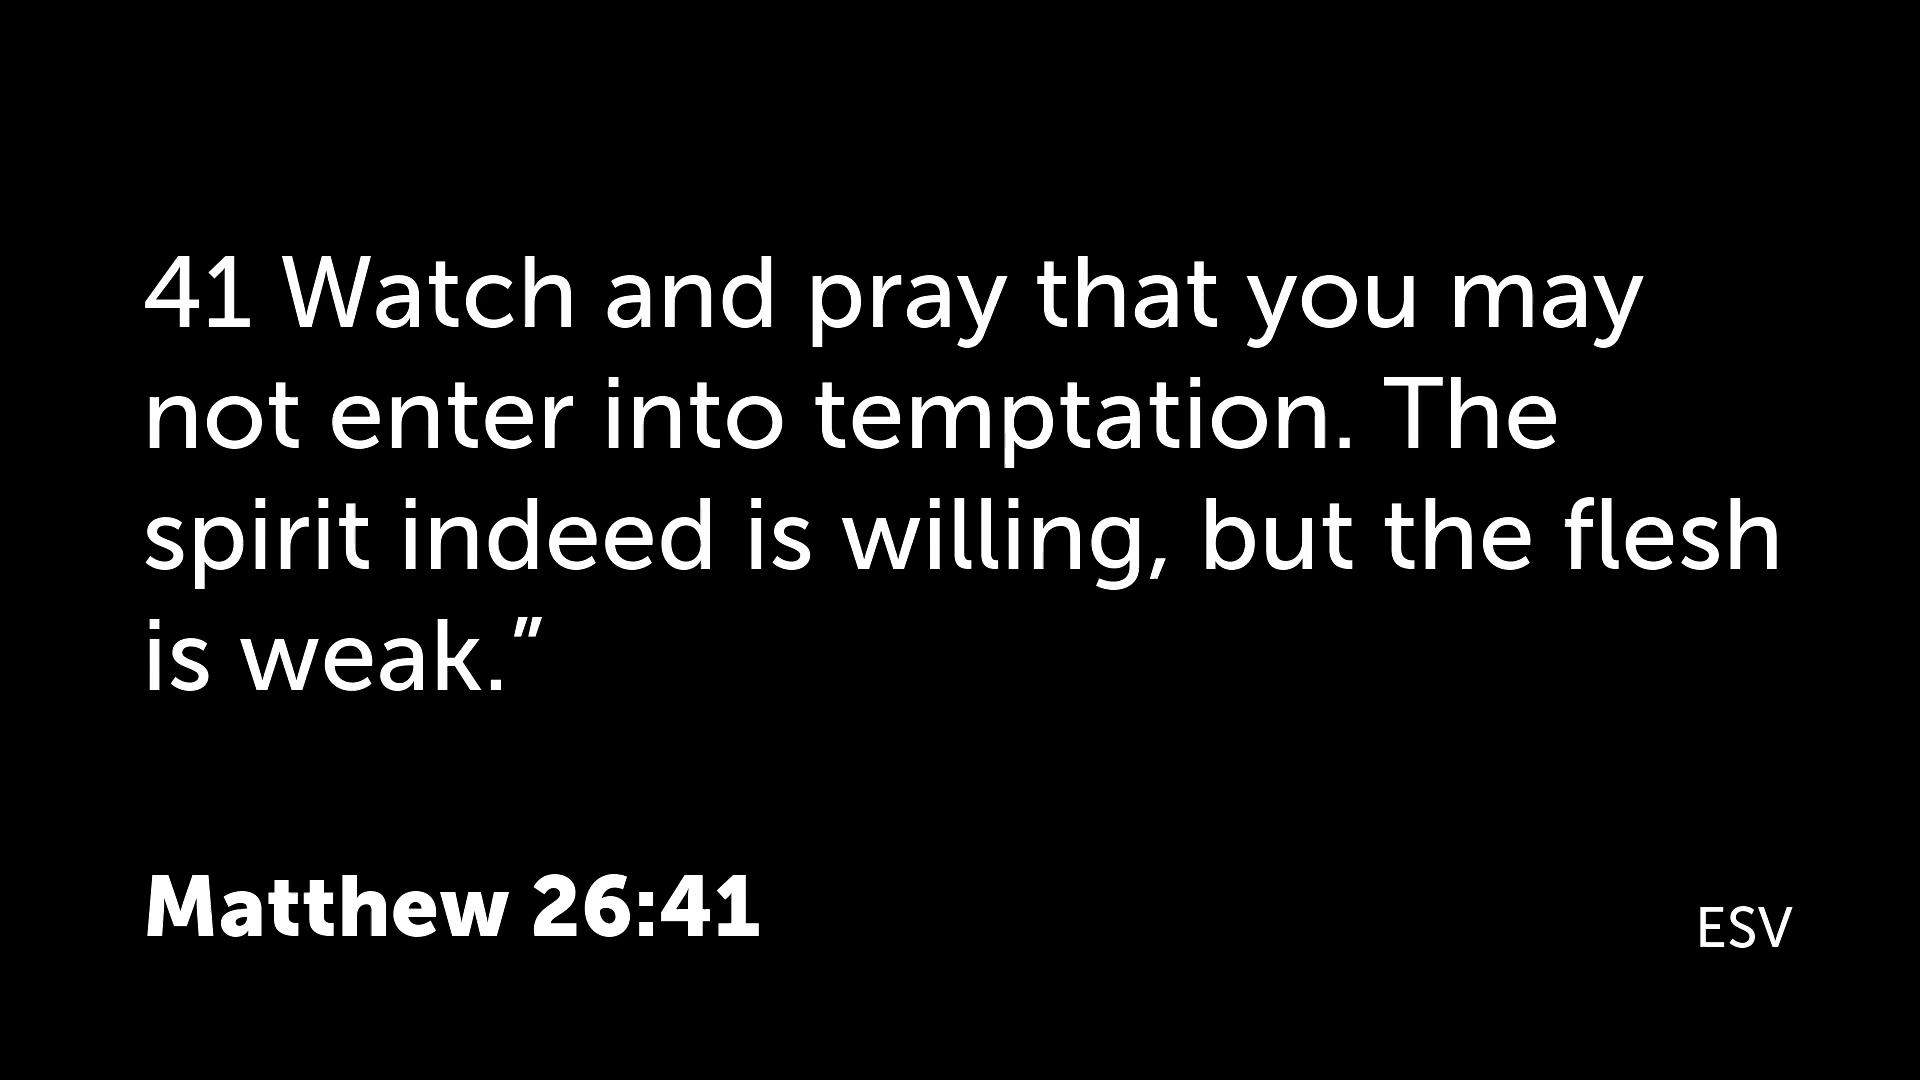 41 Watch and pray that you may
not enter into temptation. The
spirit indeed is willing, but the flesh
is weak.”
Matthew 26:41
ESV